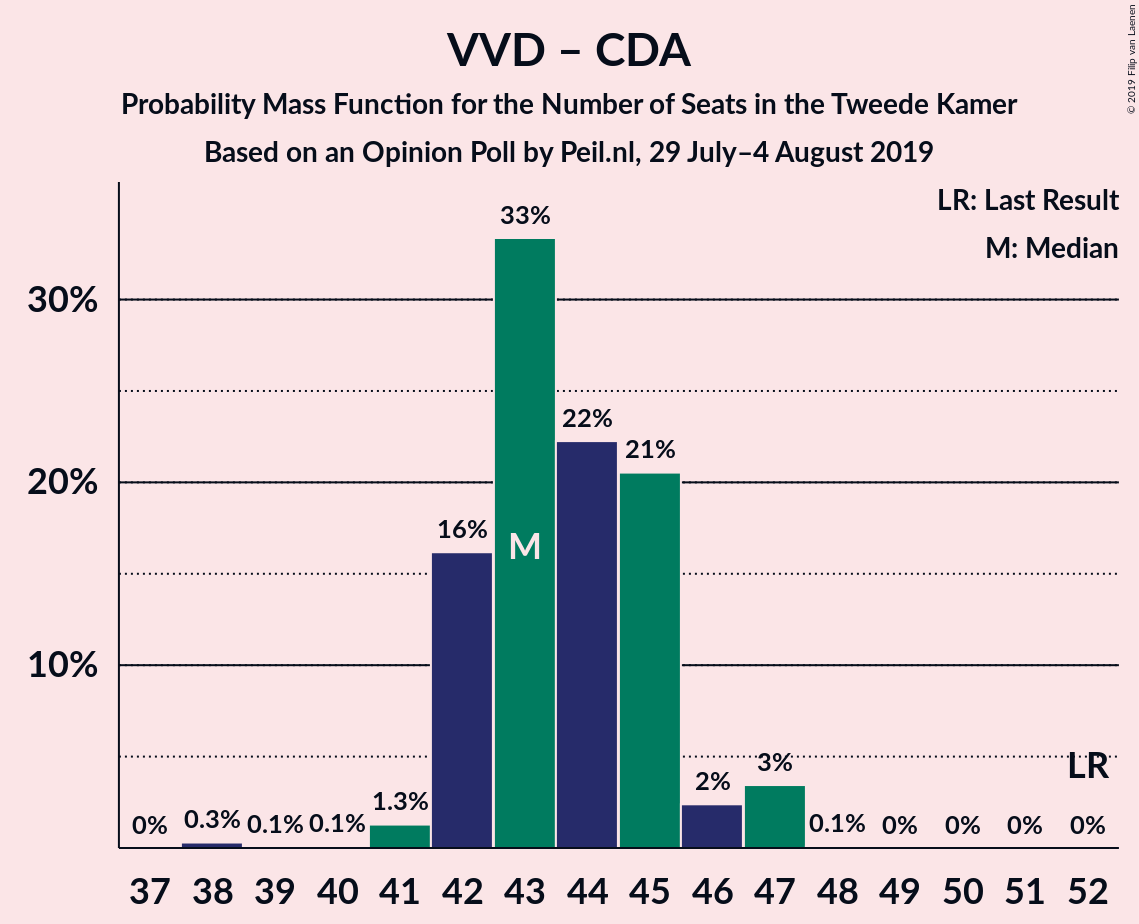 VVD – CDA
Probability Mass Function for the Number of Seats in the Tweede Kamer
Based on an Opinion Poll by Peil.nl, 29 July–4 August 2019
© 2019 Filip van Laenen
LR: Last Result
M: Median
30%
20%
10%
0% 0.3% 0.1% 0.1% 1.3% 16% 33% 22% 21% 2% 3% 0.1% 0% 0% 0% 0%
M
LR
37 38 39 40 41 42 43 44 45 46 47 48 49 50 51 52